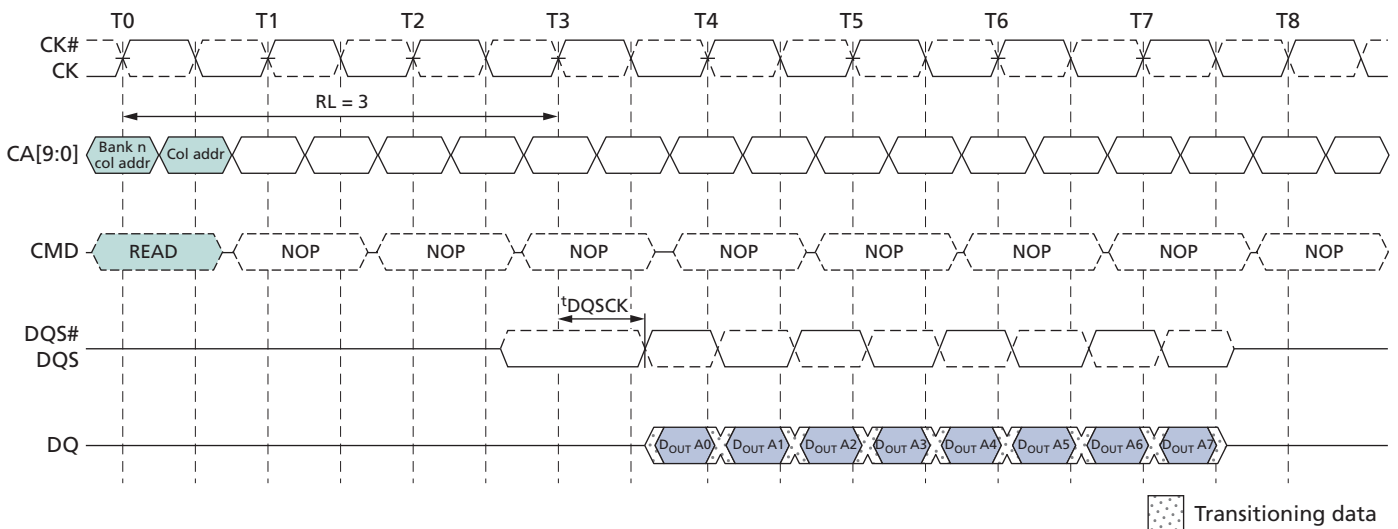 T0 T1 T2 T3 T4 T5 T6 T7 T8
CK#
CK
RL = 3
CA[9:0]
Bank n
col addr
Col addr
CMD READ NOP NOP NOP NOP NOP NOP NOP NOP
tDQSCK
DQS#
DQS
DQ DOUT A0 DOUT A1 DOUT A2 DOUT A3 DOUT A4 DOUT A5 DOUT A6 DOUT A7
Transitioning data